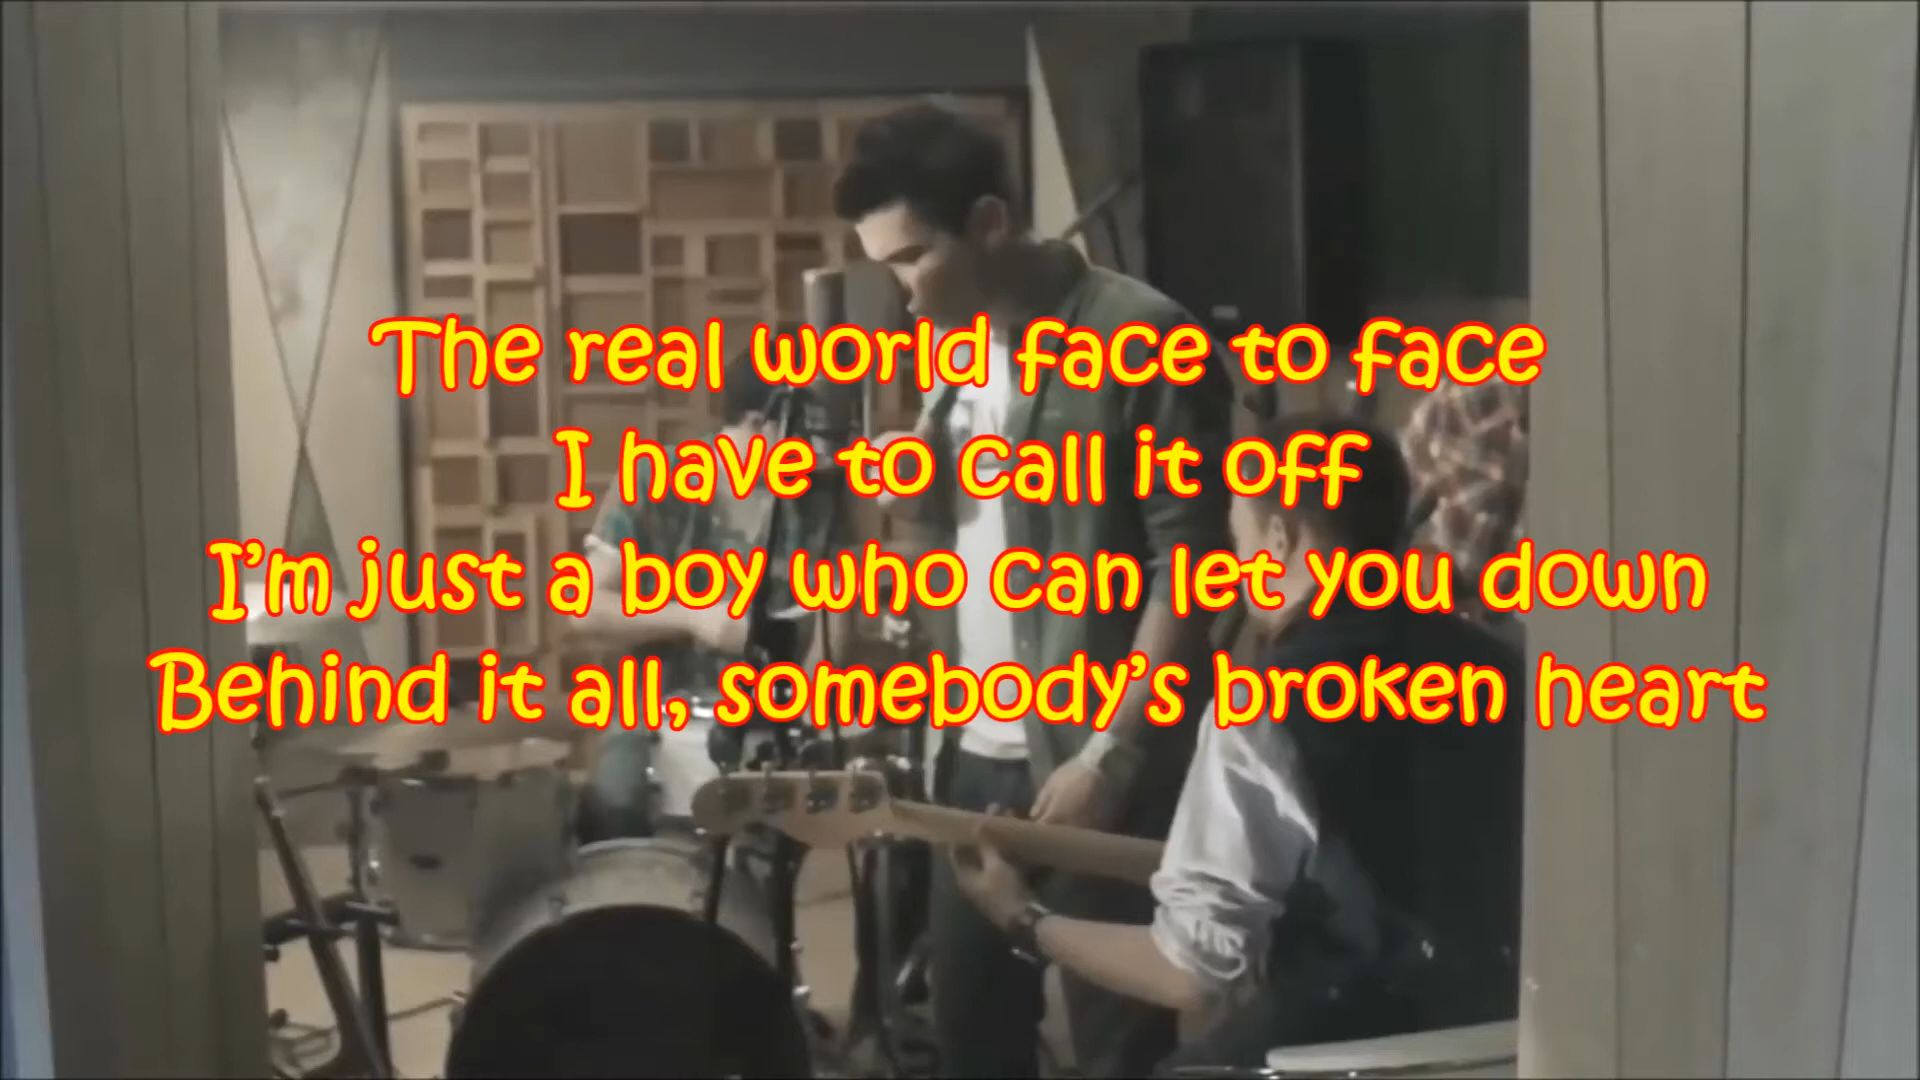 The real world face to face
I have to call it off
I’m just a boy who can let you down
Behind it all, somebody’s broken heart